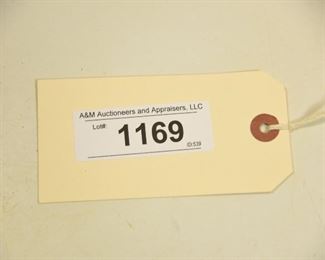 A&M Auctioneers and Appraisers, LLC
Lot#:
1169
ID:539